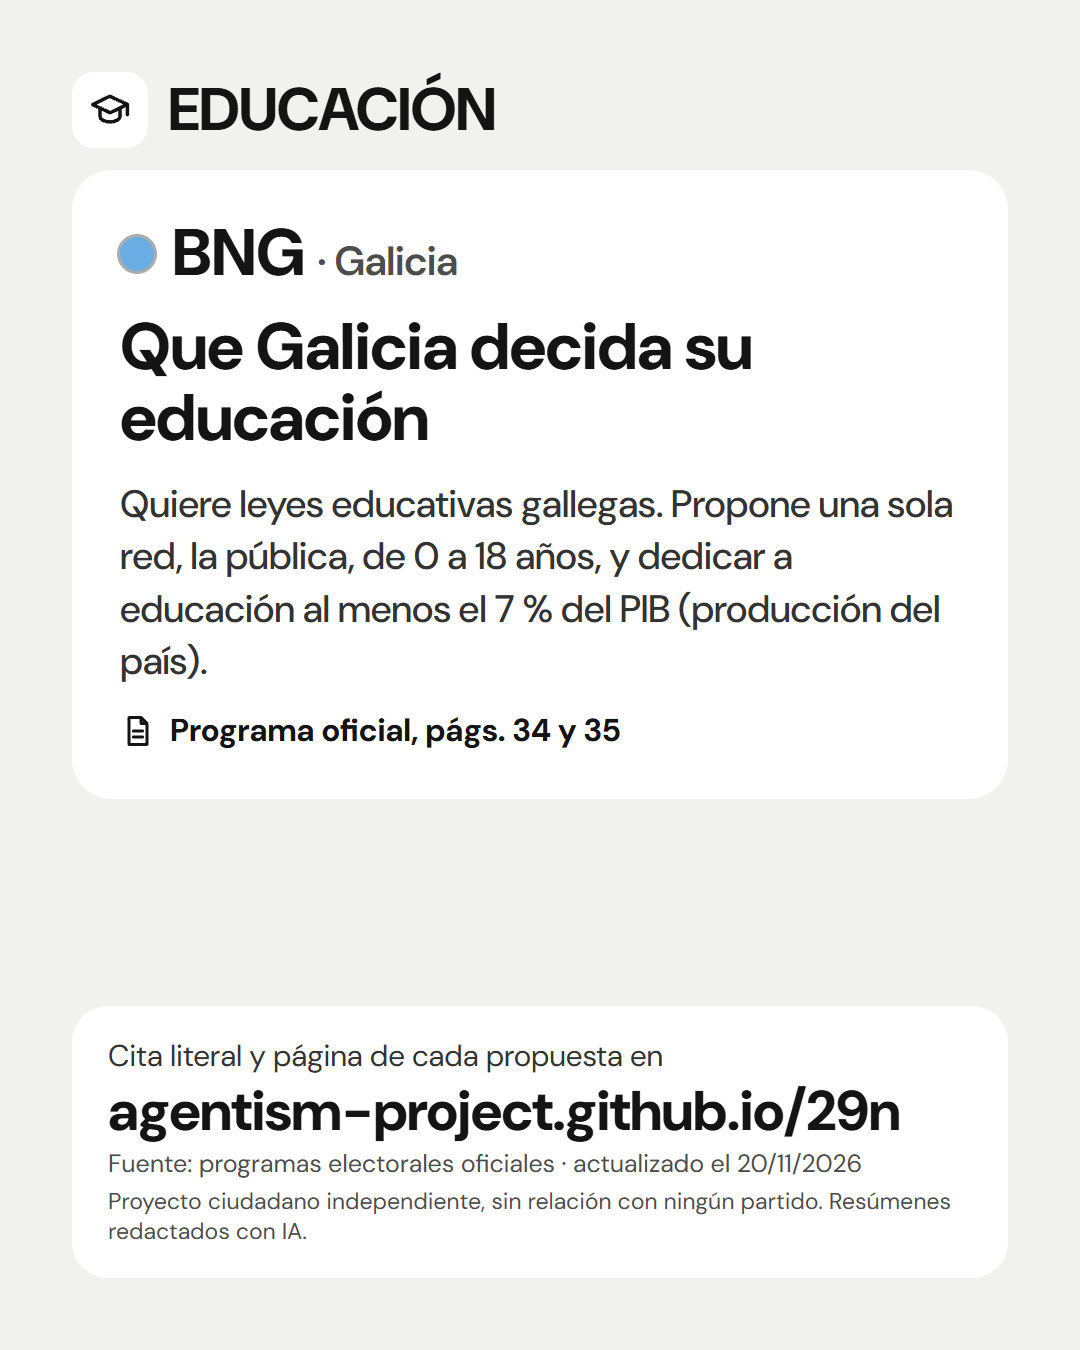 EDUCACIÓN
BNG · Galicia
Que Galicia decida su
educación
Quiere leyes educativas gallegas. Propone una sola
red, la pública, de 0 a 18 años, y dedicar a
educación al menos el 7 % del PIB (producción del
país).
Programa oficial, págs. 34 y 35
Cita literal y página de cada propuesta en
agentism-project.github.io/29n
Fuente: programas electorales oficiales · actualizado el 20/11/2026
Proyecto ciudadano independiente, sin relación con ningún partido. Resúmenes
redactados con IA.